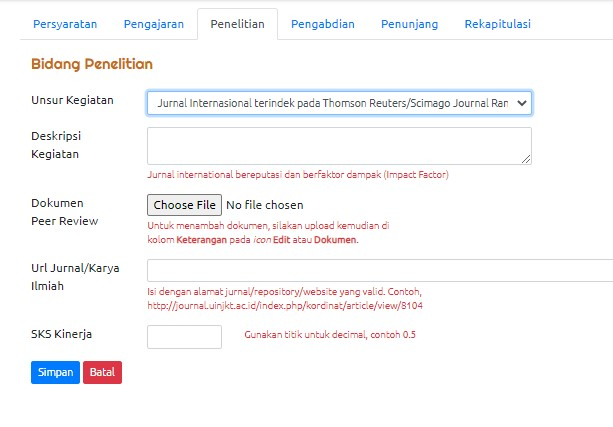 Persyaratan Pengajaran Penelitian Pengabdian Penunjang Rekapitulasi
Bidang Penelitian
Unsur Kegiatan
Jurnal Internasional terindek pada Thomson Reuters/Scimago Journal Ran
Deskripsi
Kegiatan
Jurnal international bereputasi dan berfaktor dampak (Impact Factor)
Dokumen
Peer Review
Choose File No file chosen
Untuk menambah dokumen, silakan upload kemudian di
kolom Keterangan pada icon Edit atau Dokumen.
Url Jurnal/Karya
Ilmiah
Isi dengan alamat jurnal/repository/website yang valid. Contoh,
http://journal.uinjkt.ac.id/index.php/kordinat/article/view/8104
SKS Kinerja
Gunakan titik untuk decimal, contoh 0.5
Simpan Batal